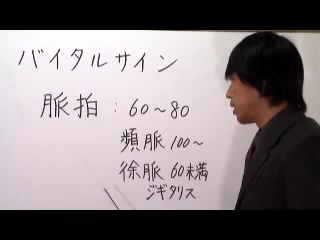 バイタルサイン
脈拍：60～80
頻脈 100～
徐脈 60未満
ジギタリス